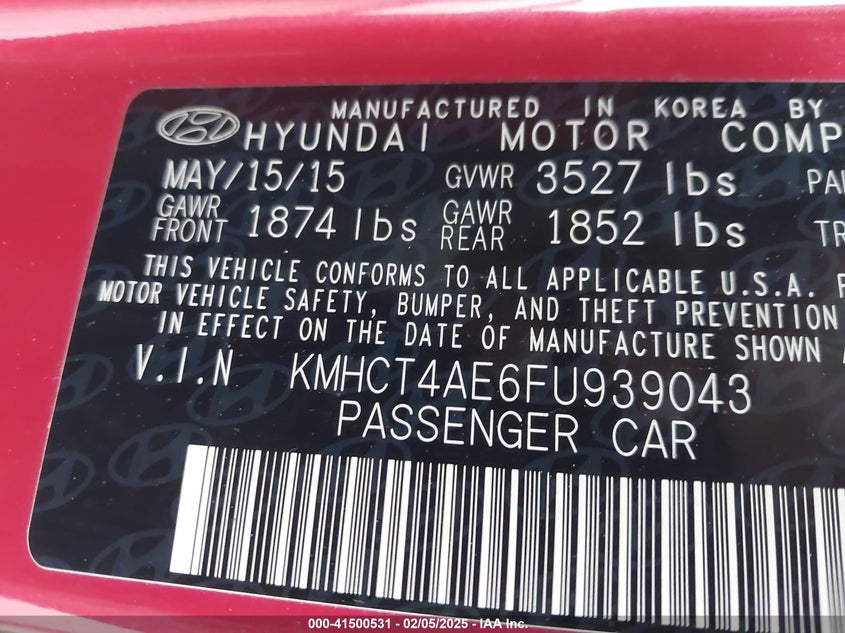 MANUFACTURED IN KOREA BY
HYUNDAI MOTOR COMP
MAY/15/15 GVWR 3527 lbs PA
GAWR FRONT 1874 lbs GAWR REAR 1852 lbs TR
THIS VEHICLE CONFORMS TO ALL APPLICABLE U.S.A. F
MOTOR VEHICLE SAFETY, BUMPER, AND THEFT PREVENTION
IN EFFECT ON THE DATE OF MANUFACTURE SHOWN
V.I.N KMHCT4AE6FU939043
PASSENGER CAR
000-41500531 - 02/05/2025 - IAA Inc.